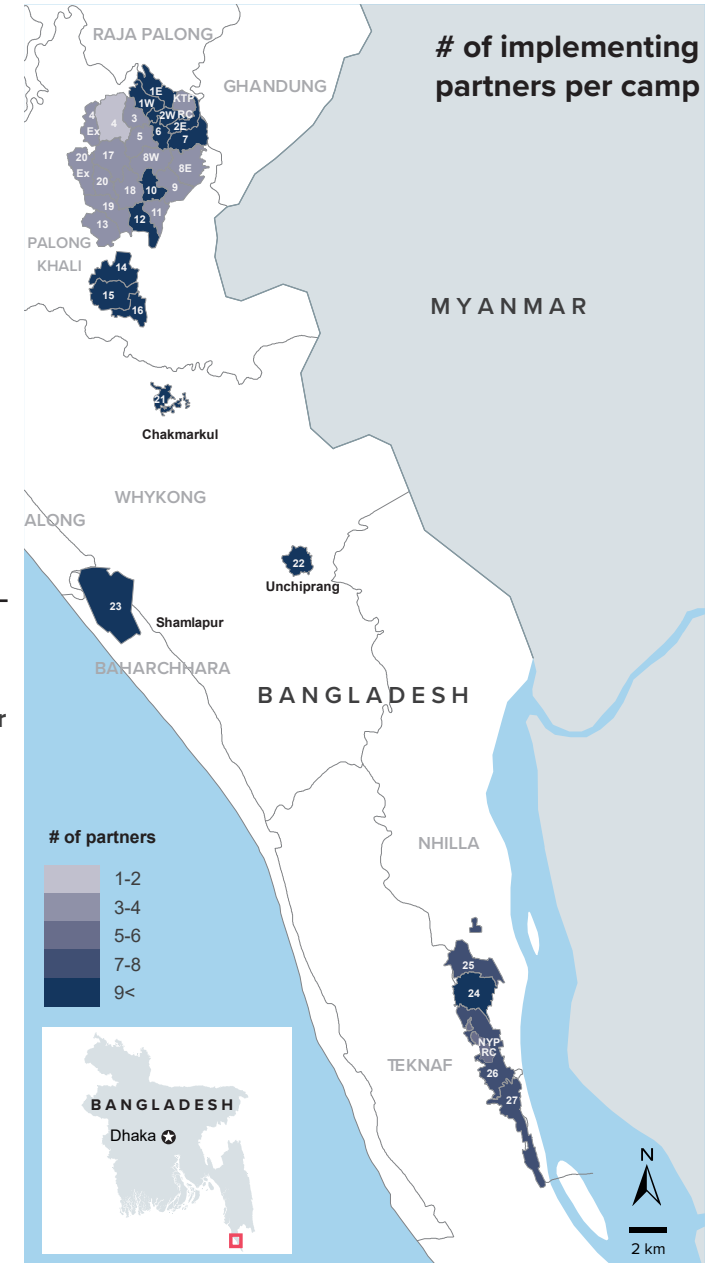 # of implementing
partners per camp
RAJA PALONG
GHANDUNG
1E
KTP
RC
1W
2W
2E
4
Ex
4
3
5
6
7
20
Ex
17
8W
8E
20
18
10
9
19
11
13
12
PALONG
KHALI
14
15
16
MYANMAR
21
Chakmarkul
WHYKONG
ALONG
22
Unchiprang
23
Shamlapur
BAHARCHHARA
BANGLADESH
r
# of partners
1-2
3-4
5-6
7-8
9<
NHILLA
25
24
NYP
RC
TEKNAF
26
27
BANGLADESH
Dhaka
N
2 km